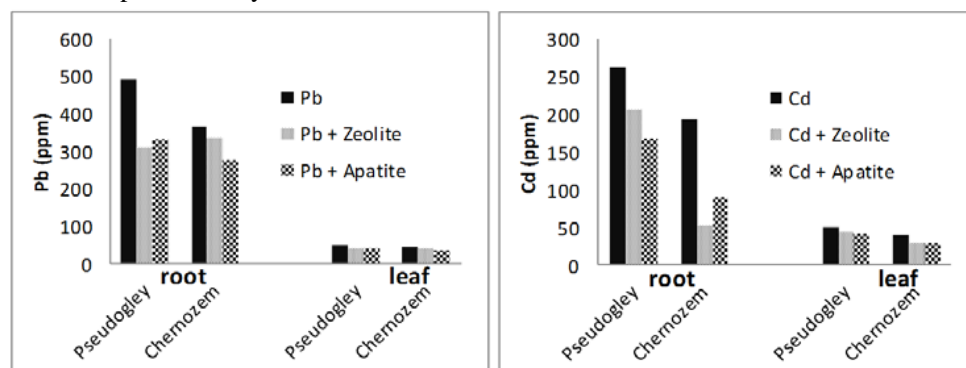 600
500
400
300
200
100
0
Pb (ppm)
Pb
Pb + Zeolite
Pb + Apatite
root
leaf
Pseudogley
Chernozem
Pseudogley
Chernozem
300
250
200
150
100
50
0
Cd (ppm)
Cd
Cd + Zeolite
Cd + Apatite
root
leaf
Pseudogley
Chernozem
Pseudogley
Chernozem